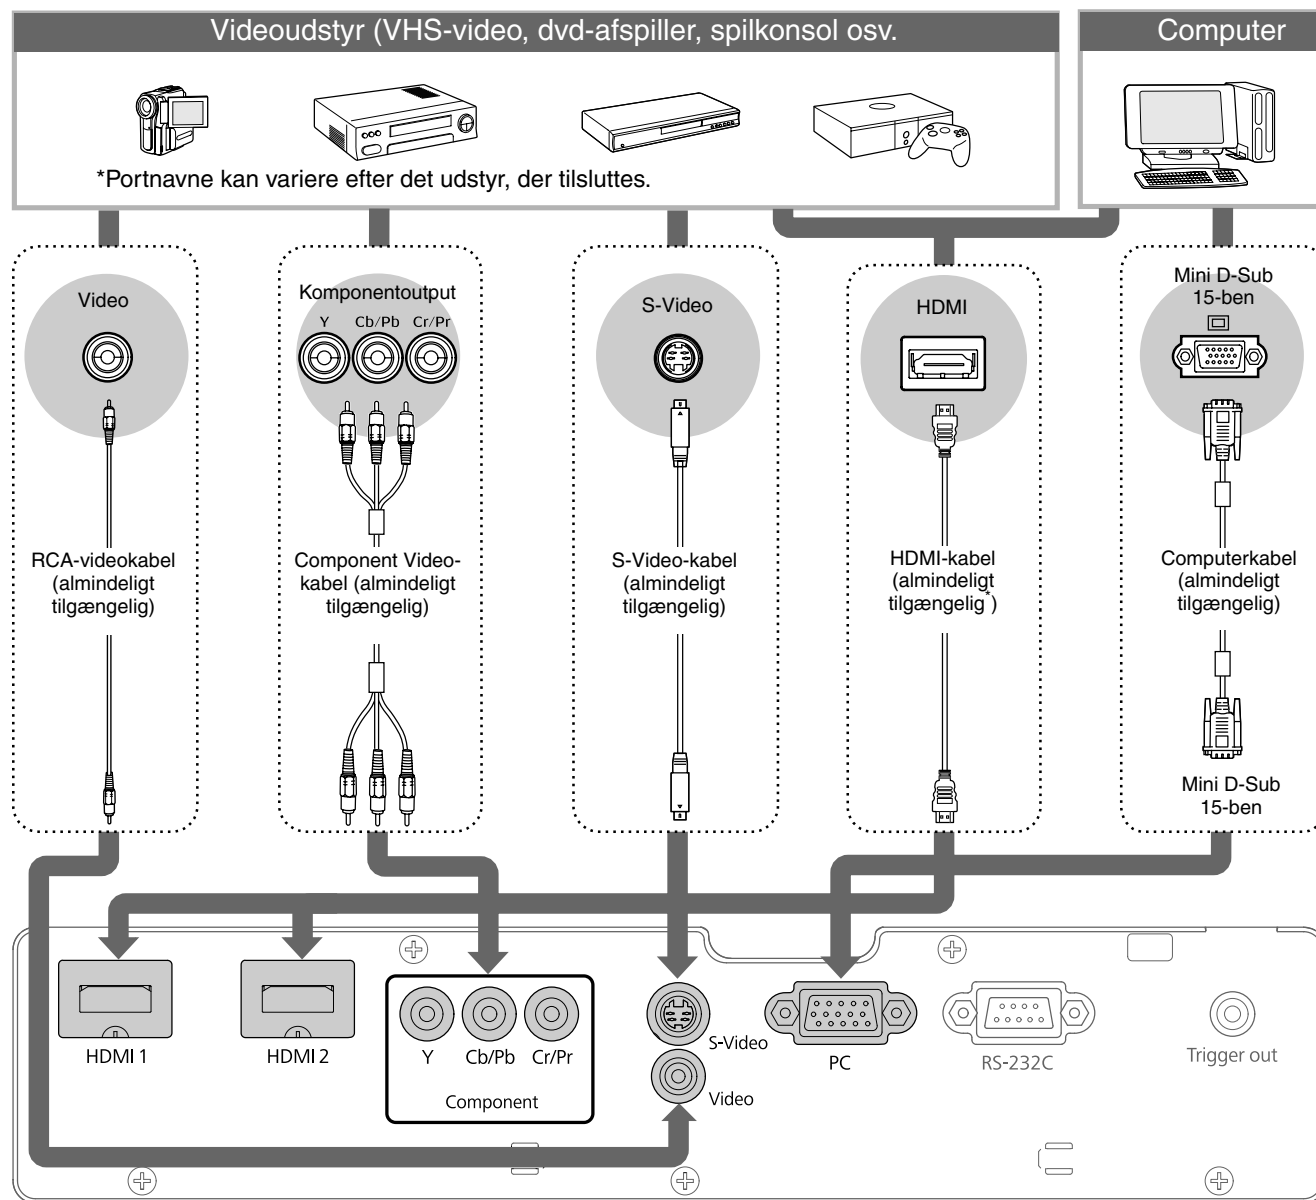 Videoudstyr (VHS-video, dvd-afspiller, spilkonsol osv.
Computer
*Portnavne kan variere efter det udstyr, der tilsluttes.
Video
Komponentoutput
Y Cb/Pb Cr/Pr
S-Video
HDMI
Mini D-Sub
15-ben
RCA-videokabel
(almindeligt
tilgængelig)
Component Video-
kabel (almindeligt
tilgængelig)
S-Video-kabel
(almindeligt
tilgængelig)
HDMI-kabel
(almindeligt
tilgængelig*)
Computerkabel
(almindeligt
tilgængelig)
Mini D-Sub
15-ben
HDMI 1
HDMI 2
Y Cb/Pb Cr/Pr
Component
S-Video
Video
PC
RS-232C
Trigger out